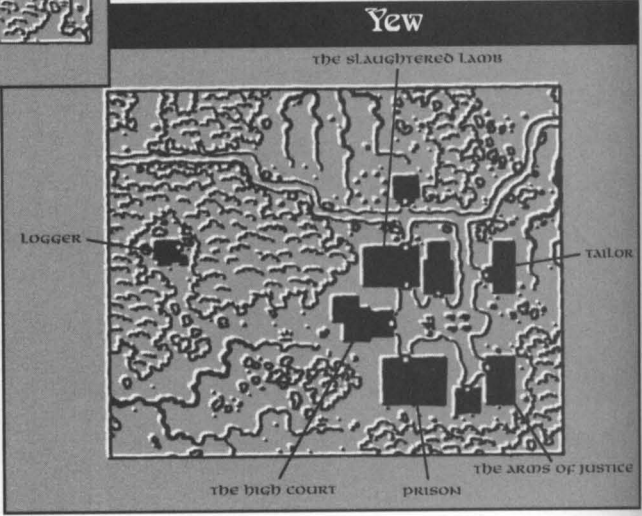 Yew
the slaughtered lamb
logger
tailor
the arms of justice
the high court
prison